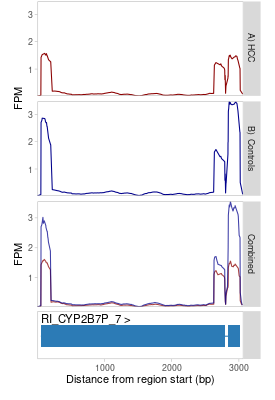 3
2
1
A) HCC
FPM
3
2
1
B) Controls
3
2
1
Combined
FPM
RI_CYP2B7P_7 >
1000 2000 3000
Distance from region start (bp)